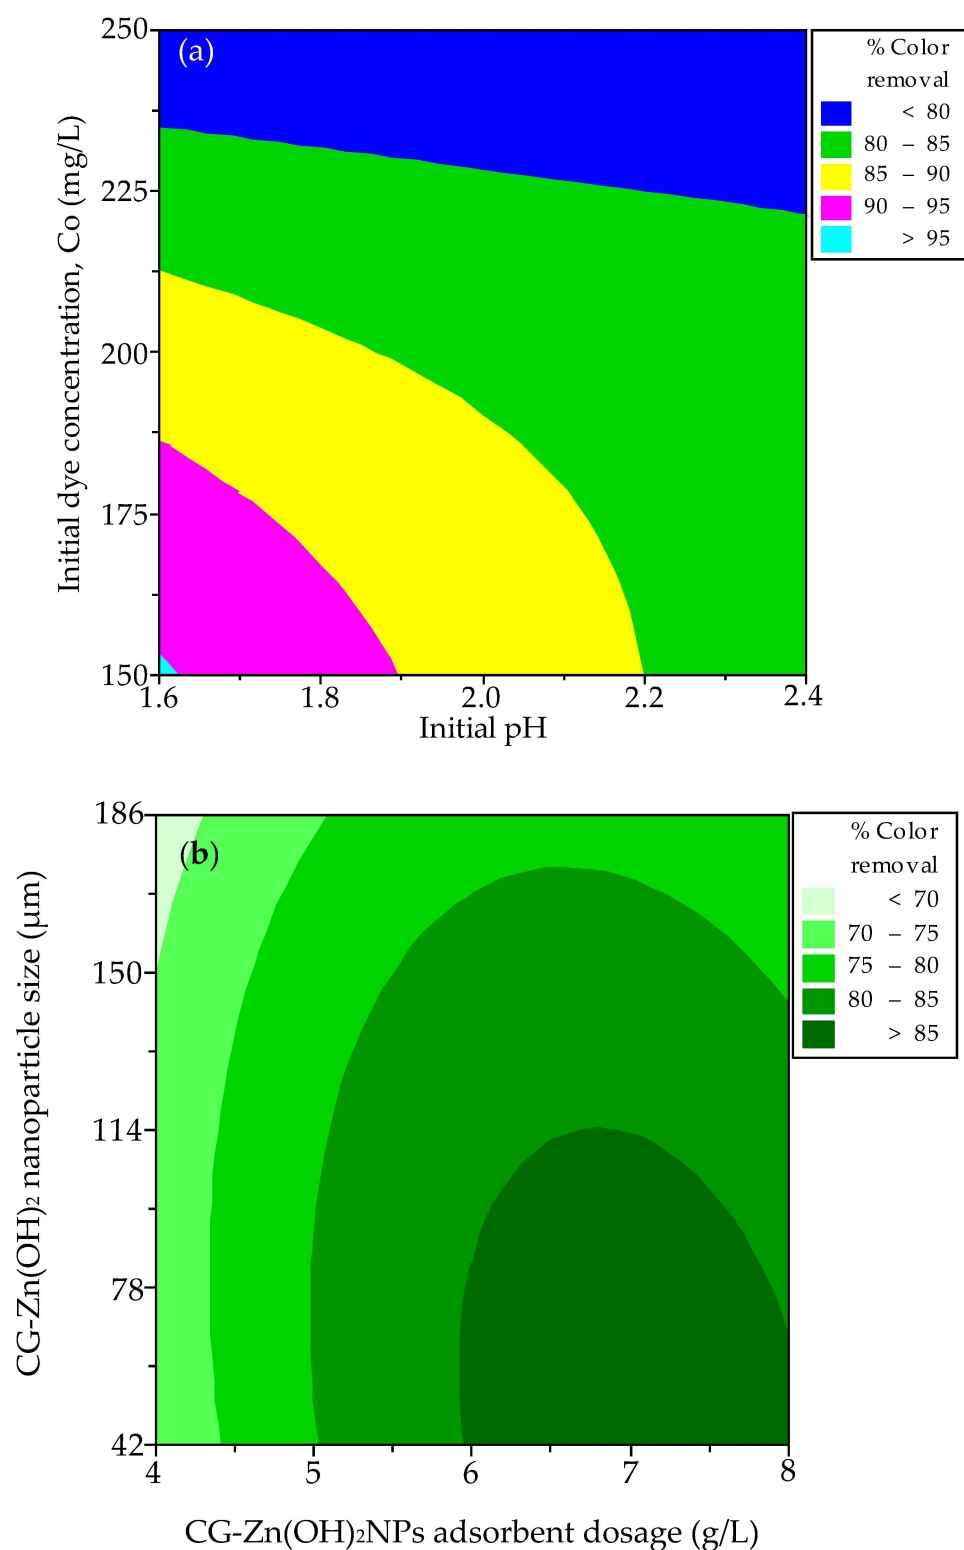 (a)
250
225
200
175
150
1.6
1.8
2.0
2.2
2.4
Initial dye concentration, Co (mg/L)
Initial pH
% Color
removal
< 80
80 – 85
85 – 90
90 – 95
> 95
(b)
186
150
114
78
42
4
5
6
7
8
CG-Zn(OH)₂ nanoparticle size (µm)
CG-Zn(OH)₂NPs adsorbent dosage (g/L)
% Color
removal
< 70
70 – 75
75 – 80
80 – 85
> 85